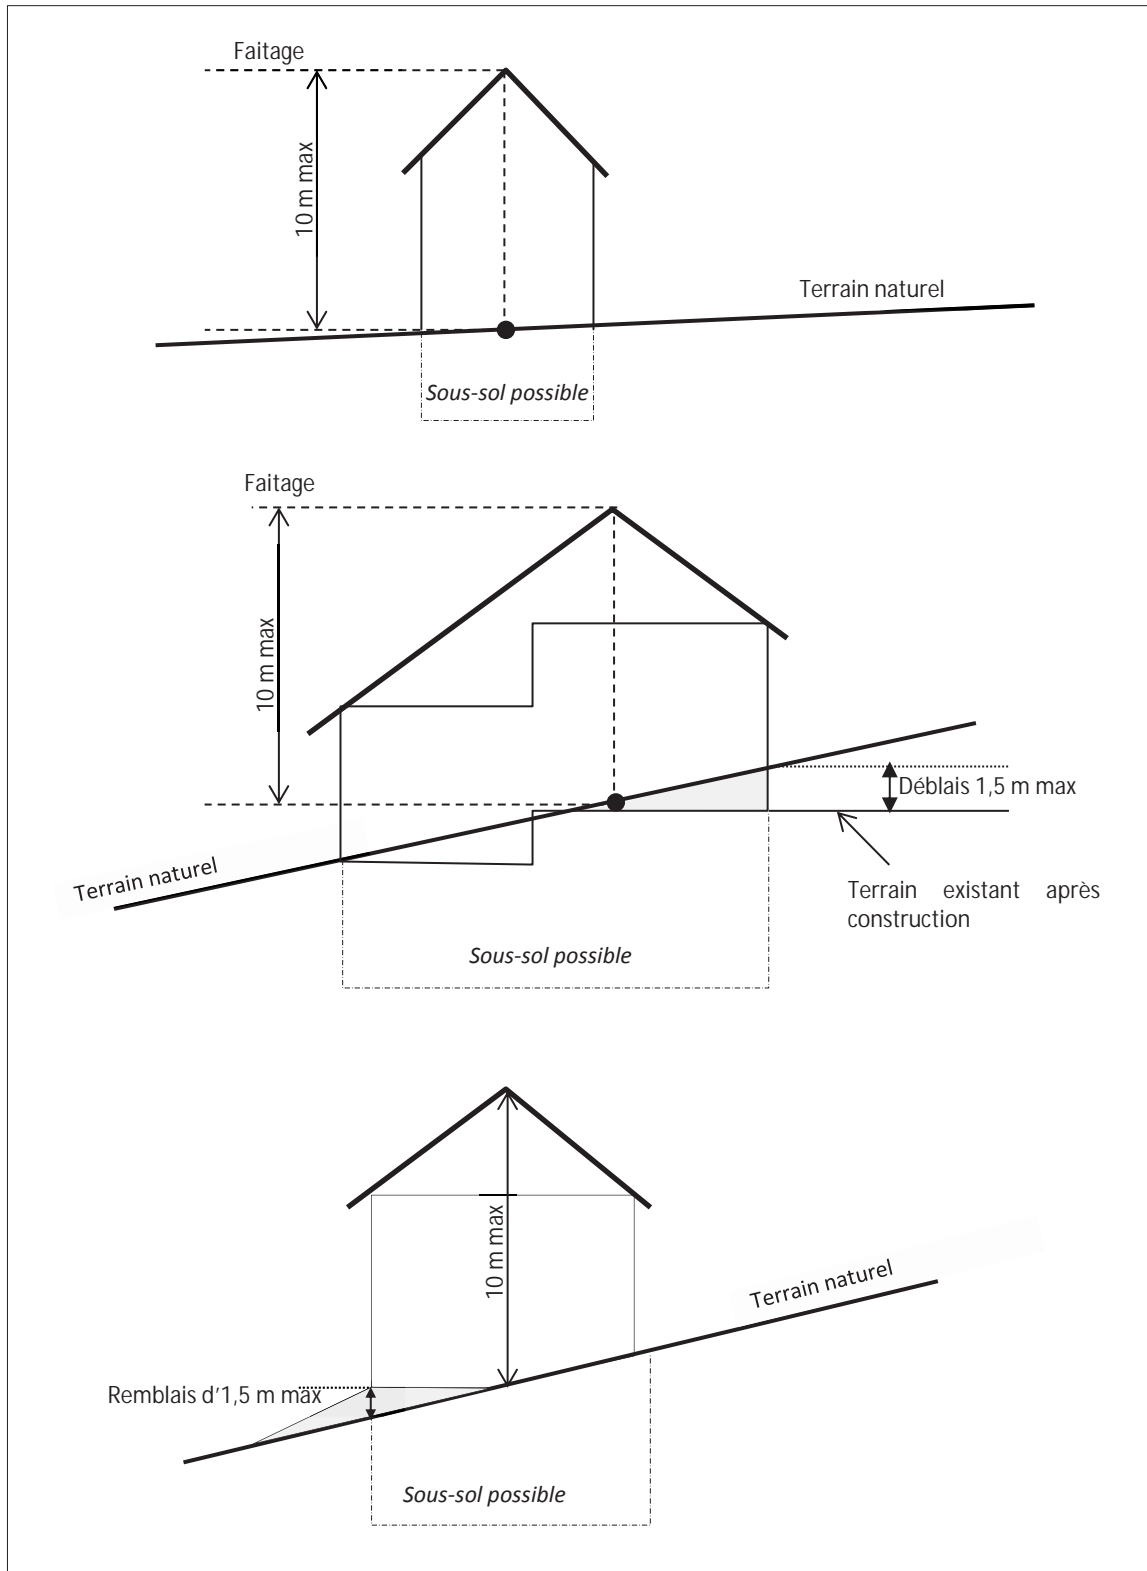 Faitage
10 m max
Terrain naturel
Sous-sol possible
Faitage
10 m max
Déblais 1,5 m max
Terrain naturel
Terrain existant après
construction
Sous-sol possible
10 m max
Terrain naturel
Remblais d’1,5 m max
Sous-sol possible